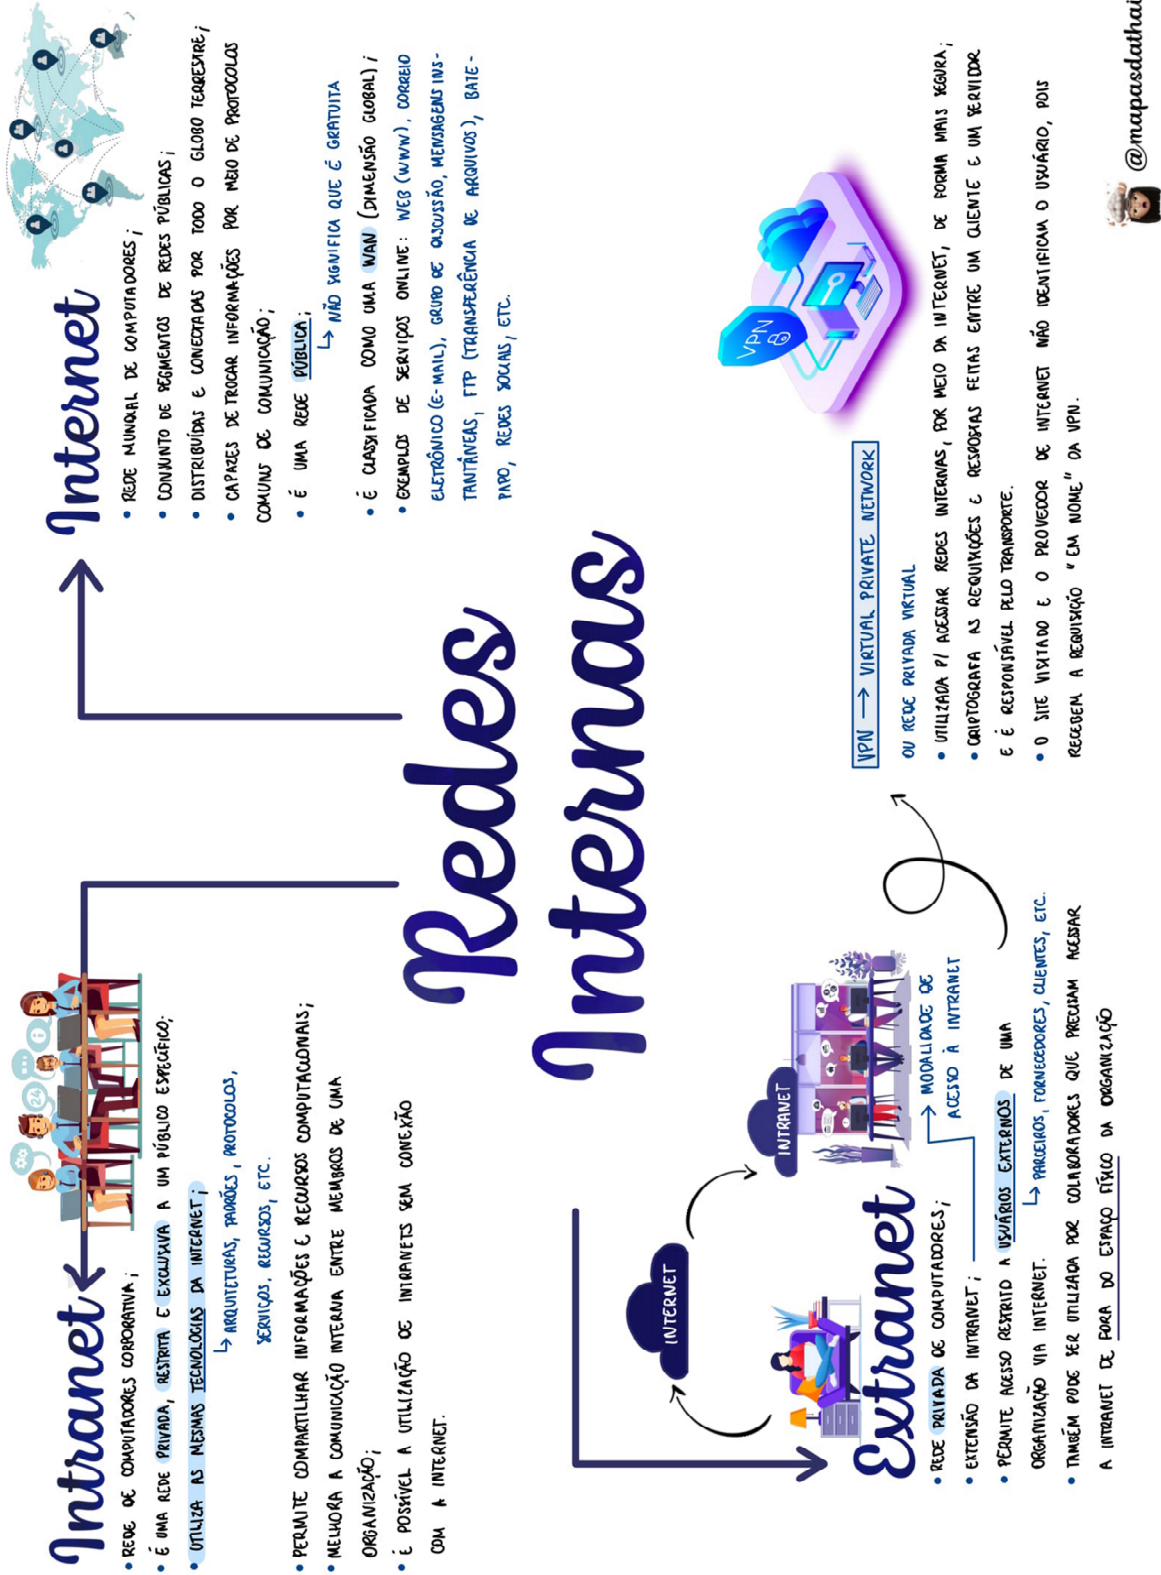 Redes
Internas
Intranet
• REDE DE COMPUTADORES CORPORATIVA;
• É UMA REDE PRIVADA, RESTRITA E EXCLUSIVA A UM PÚBLICO ESPECÍFICO;
• UTILIZA AS MESMAS TECNOLOGIAS DA INTERNET;
↳ ARQUITETURAS, PADRÕES, PROTOCOLOS,
SERVIÇOS, RECURSOS, ETC.
• PERMITE COMPARTILHAR INFORMAÇÕES E RECURSOS COMPUTACIONAIS;
• MELHORA A COMUNICAÇÃO INTERNA ENTRE MEMBROS DE UMA
ORGANIZAÇÃO;
• É POSSÍVEL A UTILIZAÇÃO DE INTRANETS SEM CONEXÃO
COM A INTERNET.
Internet
• REDE MUNDIAL DE COMPUTADORES;
• CONJUNTO DE SEGMENTOS DE REDES PÚBLICAS;
• DISTRIBUÍDAS E CONECTADAS POR TODO O GLOBO TERRESTRE;
• CAPAZES DE TROCAR INFORMAÇÕES POR MEIO DE PROTOCOLOS
COMUNS DE COMUNICAÇÃO;
• É UMA REDE PÚBLICA;
↳ NÃO SIGNIFICA QUE É GRATUITA
• É CLASSIFICADA COMO UMA WAN (DIMENSÃO GLOBAL);
• EXEMPLOS DE SERVIÇOS ONLINE: WEB (WWW), CORREIO
ELETRÔNICO (E-MAIL), GRUPO DE DISCUSSÃO, MENSAGENS INS-
TANTÂNEAS, FTP (TRANSFERÊNCIA DE ARQUIVOS), BATE-
PAPO, REDES SOCIAIS, ETC.
INTERNET
INTRANET
24
Extranet
• REDE PRIVADA DE COMPUTADORES;
• EXTENSÃO DA INTRANET;
→ MODALIDADE DE
ACESSO À INTRANET
• PERMITE ACESSO RESTRITO A USUÁRIOS EXTERNOS DE UMA
ORGANIZAÇÃO VIA INTERNET.
↳ PARCEIROS, FORNECEDORES, CLIENTES, ETC.
• TAMBÉM PODE SER UTILIZADA POR COLABORADORES QUE PRECISAM ACESSAR
A INTRANET DE FORA DO ESPAÇO FÍSICO DA ORGANIZAÇÃO
VPN → VIRTUAL PRIVATE NETWORK
OU REDE PRIVADA VIRTUAL
• UTILIZADA P/ ACESSAR REDES INTERNAS, POR MEIO DA INTERNET, DE FORMA MAIS SEGURA;
• CRIPTOGRAFA AS REQUISIÇÕES E RESPOSTAS FEITAS ENTRE UM CLIENTE E UM SERVIDOR
E É RESPONSÁVEL PELO TRANSPORTE.
• O SITE VISITADO E O PROVEDOR DE INTERNET NÃO IDENTIFICAM O USUÁRIO, POIS
RECEBEM A REQUISIÇÃO "EM NOME" DA VPN.
VPN
@mapasdathai